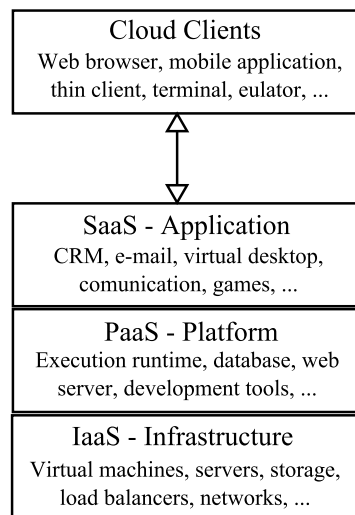 Cloud Clients
Web browser, mobile application,
thin client, terminal, eulator, ...
SaaS - Application
CRM, e-mail, virtual desktop,
comunication, games, ...
PaaS - Platform
Execution runtime, database, web
server, development tools, ...
IaaS - Infrastructure
Virtual machines, servers, storage,
load balancers, networks, ...